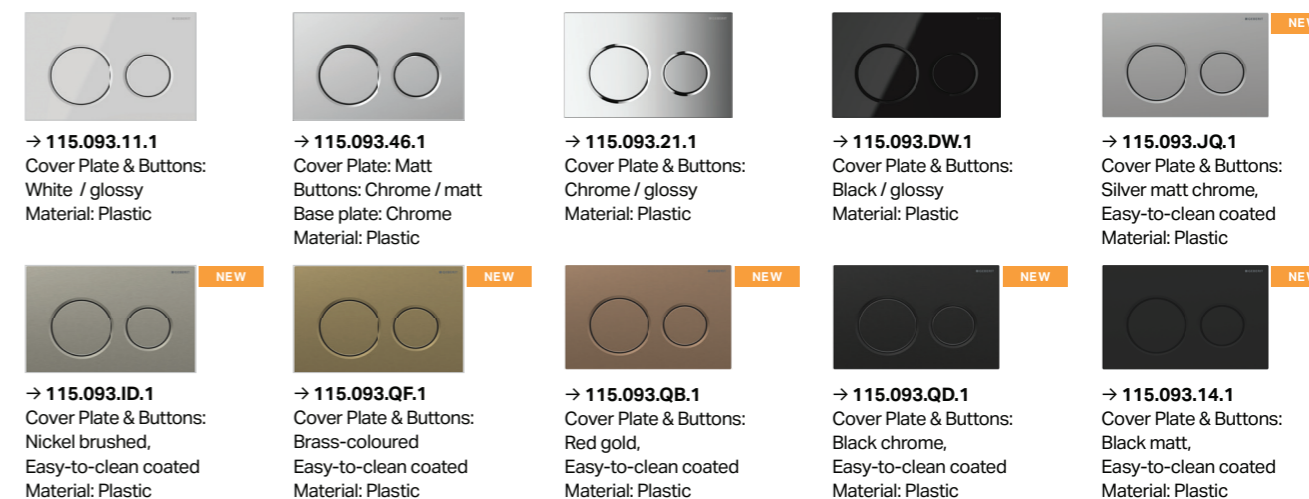 → 115.093.11.1
Cover Plate & Buttons:
White / glossy
Material: Plastic
→ 115.093.46.1
Cover Plate: Matt
Buttons: Chrome / matt
Base plate: Chrome
Material: Plastic
→ 115.093.21.1
Cover Plate & Buttons:
Chrome / glossy
Material: Plastic
→ 115.093.DW.1
Cover Plate & Buttons:
Black / glossy
Material: Plastic
NEW
→ 115.093.JQ.1
Cover Plate & Buttons:
Silver matt chrome,
Easy-to-clean coated
Material: Plastic
NEW
→ 115.093.ID.1
Cover Plate & Buttons:
Nickel brushed,
Easy-to-clean coated
Material: Plastic
NEW
→ 115.093.QF.1
Cover Plate & Buttons:
Brass-coloured
Easy-to-clean coated
Material: Plastic
NEW
→ 115.093.QB.1
Cover Plate & Buttons:
Red gold,
Easy-to-clean coated
Material: Plastic
NEW
→ 115.093.QD.1
Cover Plate & Buttons:
Black chrome,
Easy-to-clean coated
Material: Plastic
NEW
→ 115.093.14.1
Cover Plate & Buttons:
Black matt,
Easy-to-clean coated
Material: Plastic